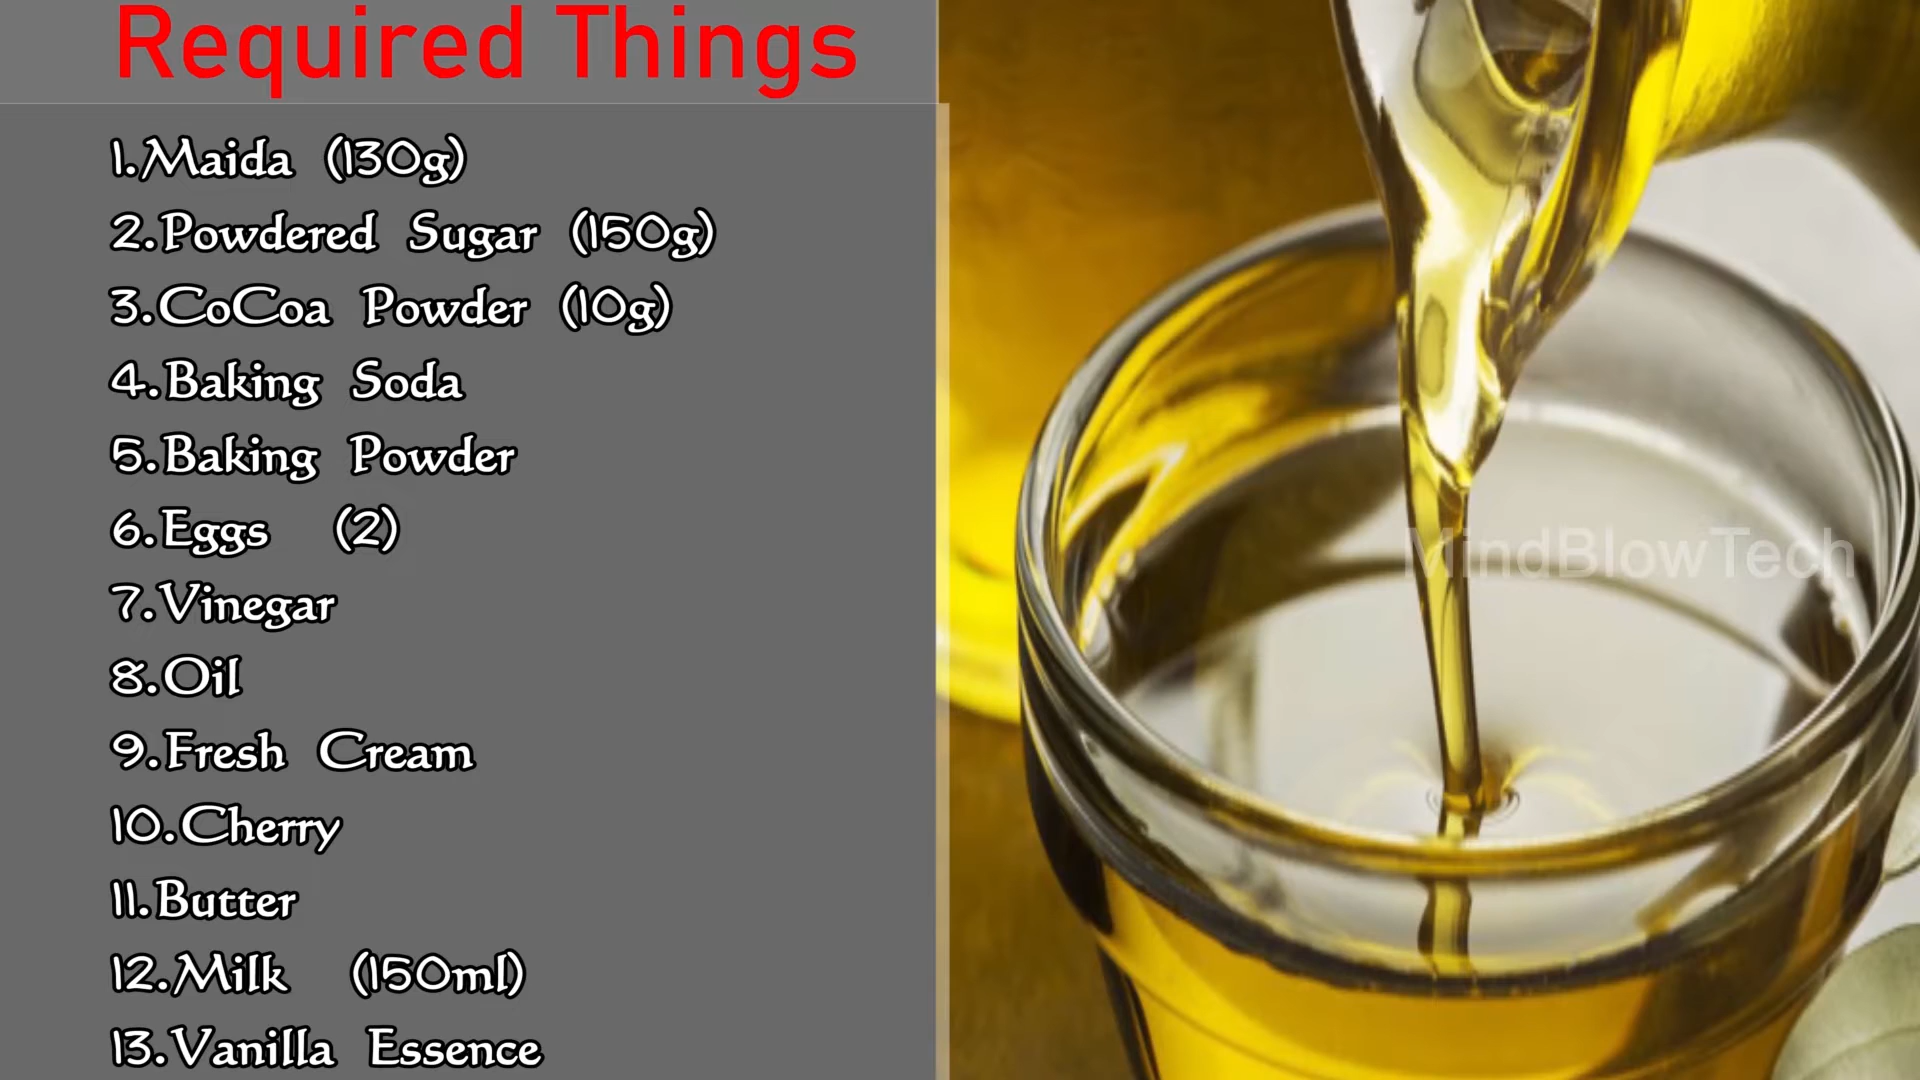 Required Things
1.Maida (130g)
2.Powdered Sugar (150g)
3.CoCoa Powder (10g)
4.Baking Soda
5.Baking Powder
6.Eggs (2)
7.Vinegar
8.Oil
9.Fresh Cream
10.Cherry
11.Butter
12.Milk (150ml)
13.Vanilla Essence
MindBlowTech